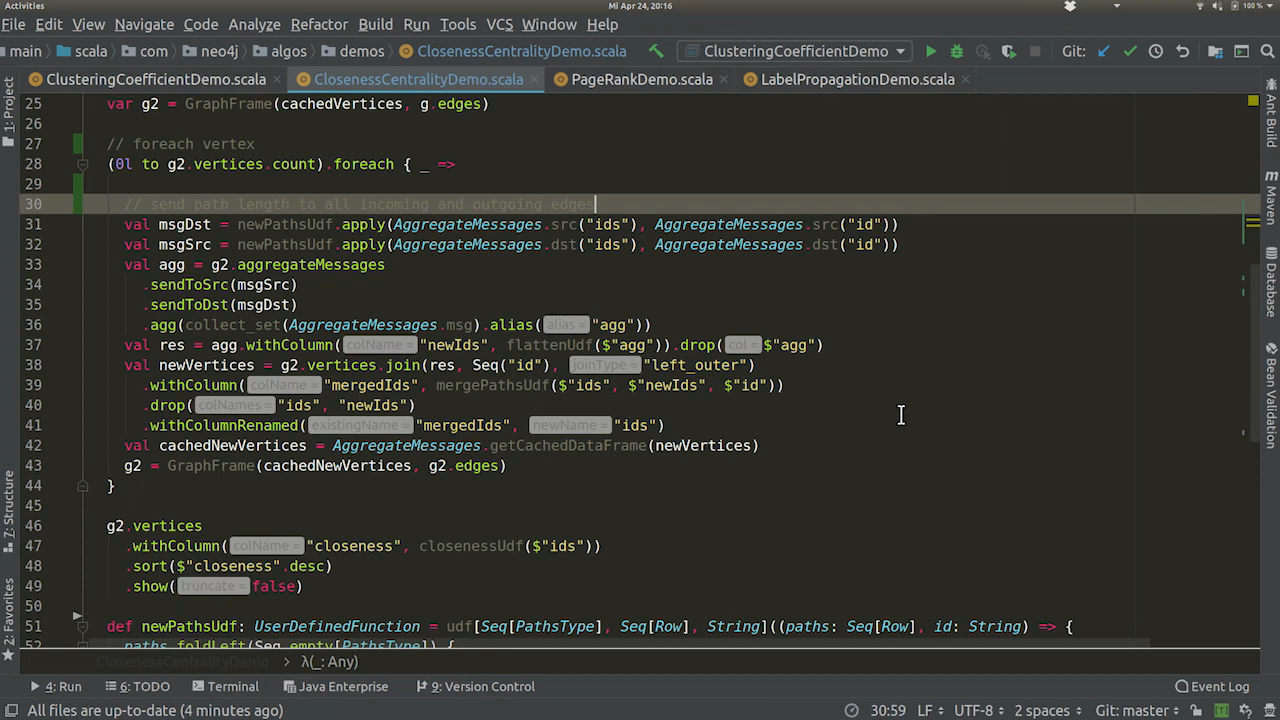 Activities
Mi Apr 24, 20:16
100 %
File Edit View Navigate Code Analyze Refactor Build Run Tools VCS Window Help
main scala com neo4j algos demos ClosenessCentralityDemo.scala ClusteringCoefficientDemo Git:
ClusteringCoefficientDemo.scala ClosenessCentralityDemo.scala PageRankDemo.scala LabelPropagationDemo.scala
1: Project
7: Structure
2: Favorites
Ant Build
Maven
Database
Bean Validation
25 var g2 = GraphFrame(cachedVertices, g.edges)
26
27 // foreach vertex
28 (0l to g2.vertices.count).foreach { _ =>
29
30 // send path length to all incoming and outgoing edges
31 val msgDst = newPathsUdf.apply(AggregateMessages.src("ids"), AggregateMessages.src("id"))
32 val msgSrc = newPathsUdf.apply(AggregateMessages.dst("ids"), AggregateMessages.dst("id"))
33 val agg = g2.aggregateMessages
34 .sendToSrc(msgSrc)
35 .sendToDst(msgDst)
36 .agg(collect_set(AggregateMessages.msg).alias( alias = "agg"))
37 val res = agg.withColumn( colName = "newIds", flattenUdf($"agg")).drop( col = $"agg")
38 val newVertices = g2.vertices.join(res, Seq("id"), joinType = "left_outer")
39 .withColumn( colName = "mergedIds", mergePathsUdf($"ids", $"newIds", $"id"))
40 .drop( colNames = "ids", "newIds")
41 .withColumnRenamed( existingName = "mergedIds", newName = "ids")
42 val cachedNewVertices = AggregateMessages.getCachedDataFrame(newVertices)
43 g2 = GraphFrame(cachedNewVertices, g2.edges)
44 }
45
46 g2.vertices
47 .withColumn( colName = "closeness", closenessUdf($"ids"))
48 .sort($"closeness".desc)
49 .show( truncate = false)
50
51 def newPathsUdf: UserDefinedFunction = udf[Seq[PathsType], Seq[Row], String]((paths: Seq[Row], id: String) => {
52 paths.foldLeft(Seq.empty[PathsType]) {
ClosenessCentralityDemo λ(_: Any)
4: Run 6: TODO Terminal Java Enterprise 9: Version Control Event Log
All files are up-to-date (4 minutes ago) 30:59 LF UTF-8 2 spaces Git: master